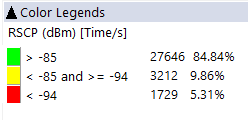 Color Legends
RSCP (dBm) [Time/s]
> -85 27646 84.84%
< -85 and >= -94 3212 9.86%
< -94 1729 5.31%